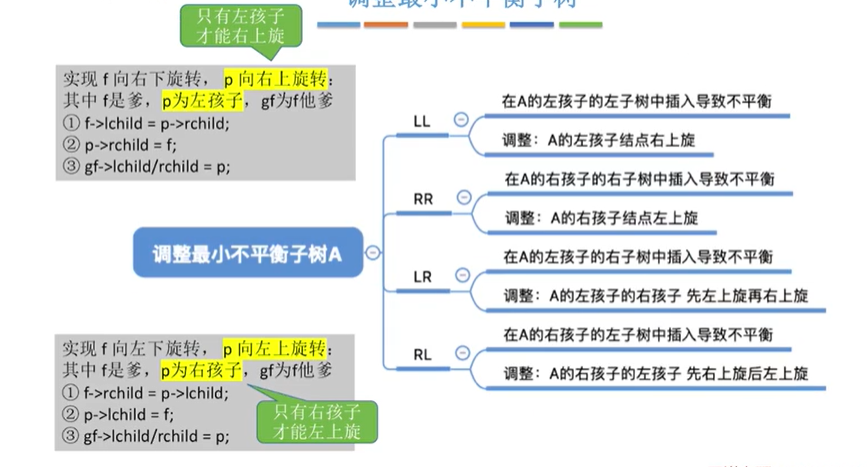 只有左孩子
才能右上旋
实现 f 向右下旋转， p 向右上旋转：
其中 f是爹，p为左孩子，gf为f他爹
① f->lchild = p->rchild;
② p->rchild = f;
③ gf->lchild/rchild = p;
调整最小不平衡子树A
LL
在A的左孩子的左子树中插入导致不平衡
调整：A的左孩子结点右上旋
RR
在A的右孩子的右子树中插入导致不平衡
调整：A的右孩子结点左上旋
LR
在A的左孩子的右子树中插入导致不平衡
调整：A的左孩子的右孩子 先左上旋再右上旋
RL
在A的右孩子的左子树中插入导致不平衡
调整：A的右孩子的左孩子 先右上旋后左上旋
实现 f 向左下旋转， p 向左上旋转：
其中 f是爹，p为右孩子，gf为f他爹
① f->rchild = p->lchild;
② p->lchild = f;
③ gf->lchild/rchild = p;
只有右孩子
才能左上旋